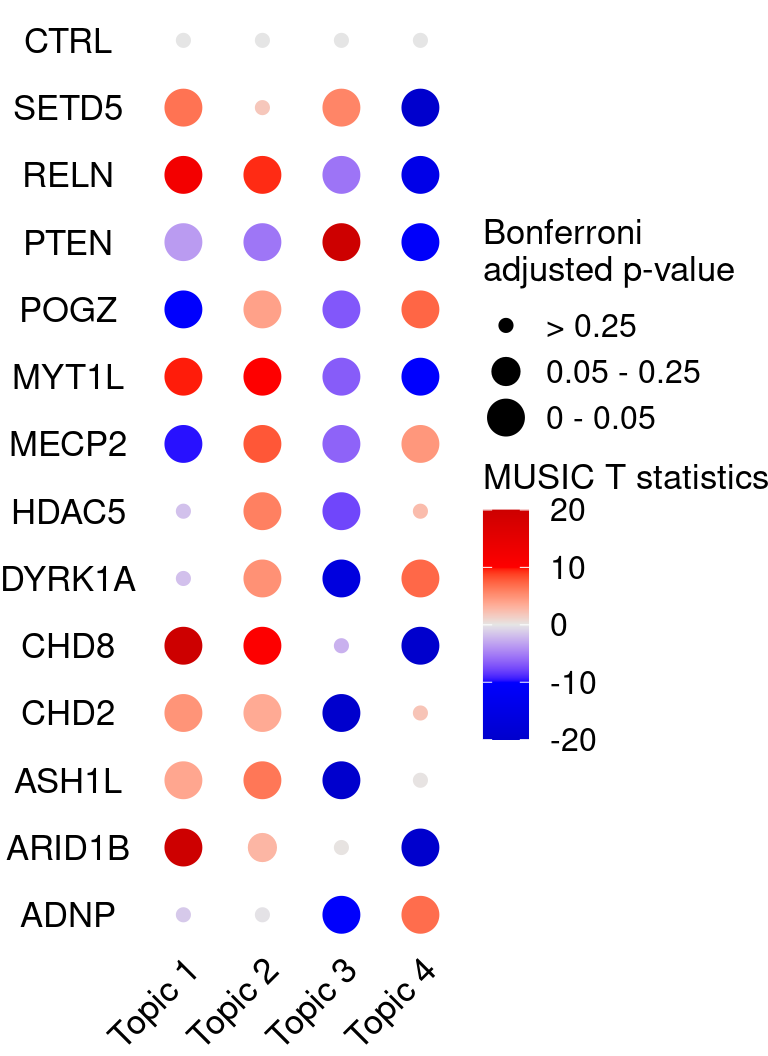 CTRL
SETD5
RELN
PTEN
POGZ
MYT1L
MECP2
HDAC5
DYRK1A
CHD8
CHD2
ASH1L
ARID1B
ADNP
Topic 1
Topic 2
Topic 3
Topic 4
Bonferroni
adjusted p-value
> 0.25
0.05 - 0.25
0 - 0.05
MUSIC T statistics
20
10
0
-10
-20